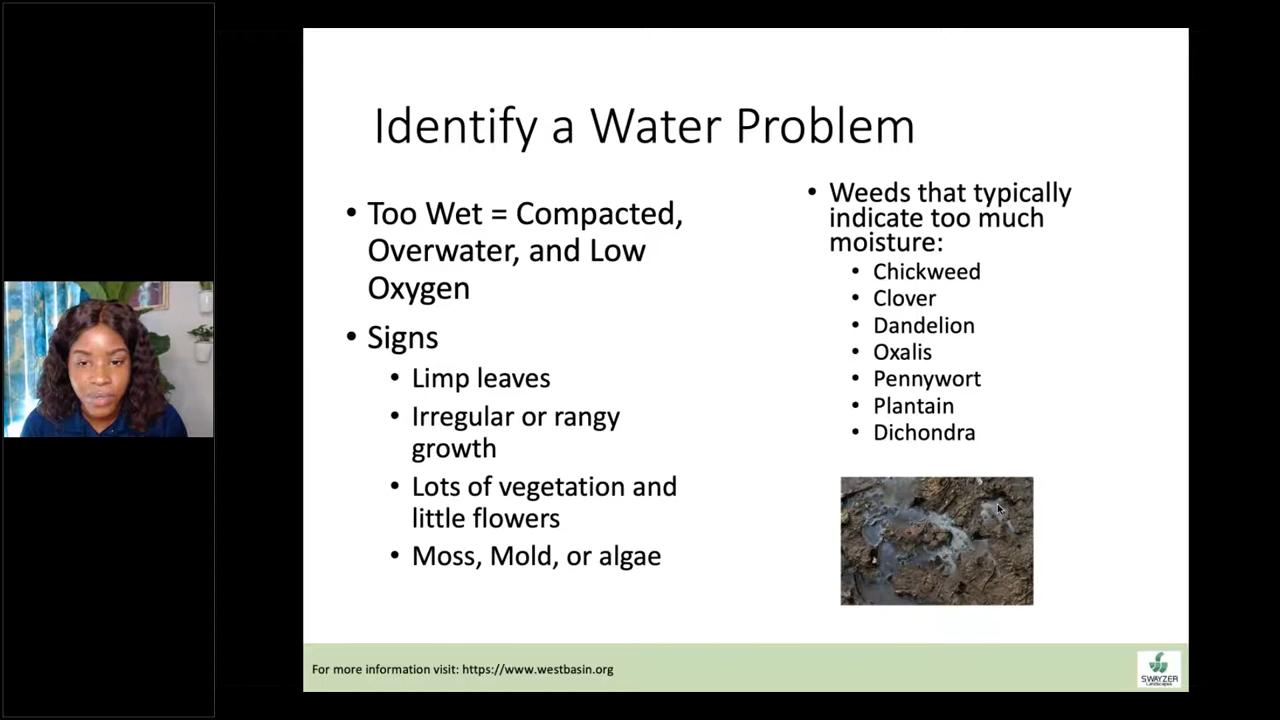 Identify a Water Problem
• Too Wet = Compacted,
Overwater, and Low
Oxygen
• Signs
• Limp leaves
• Irregular or rangy
growth
• Lots of vegetation and
little flowers
• Moss, Mold, or algae
• Weeds that typically
indicate too much
moisture:
• Chickweed
• Clover
• Dandelion
• Oxalis
• Pennywort
• Plantain
• Dichondra
For more information visit: https://www.westbasin.org
SWAYZER
Landscapes